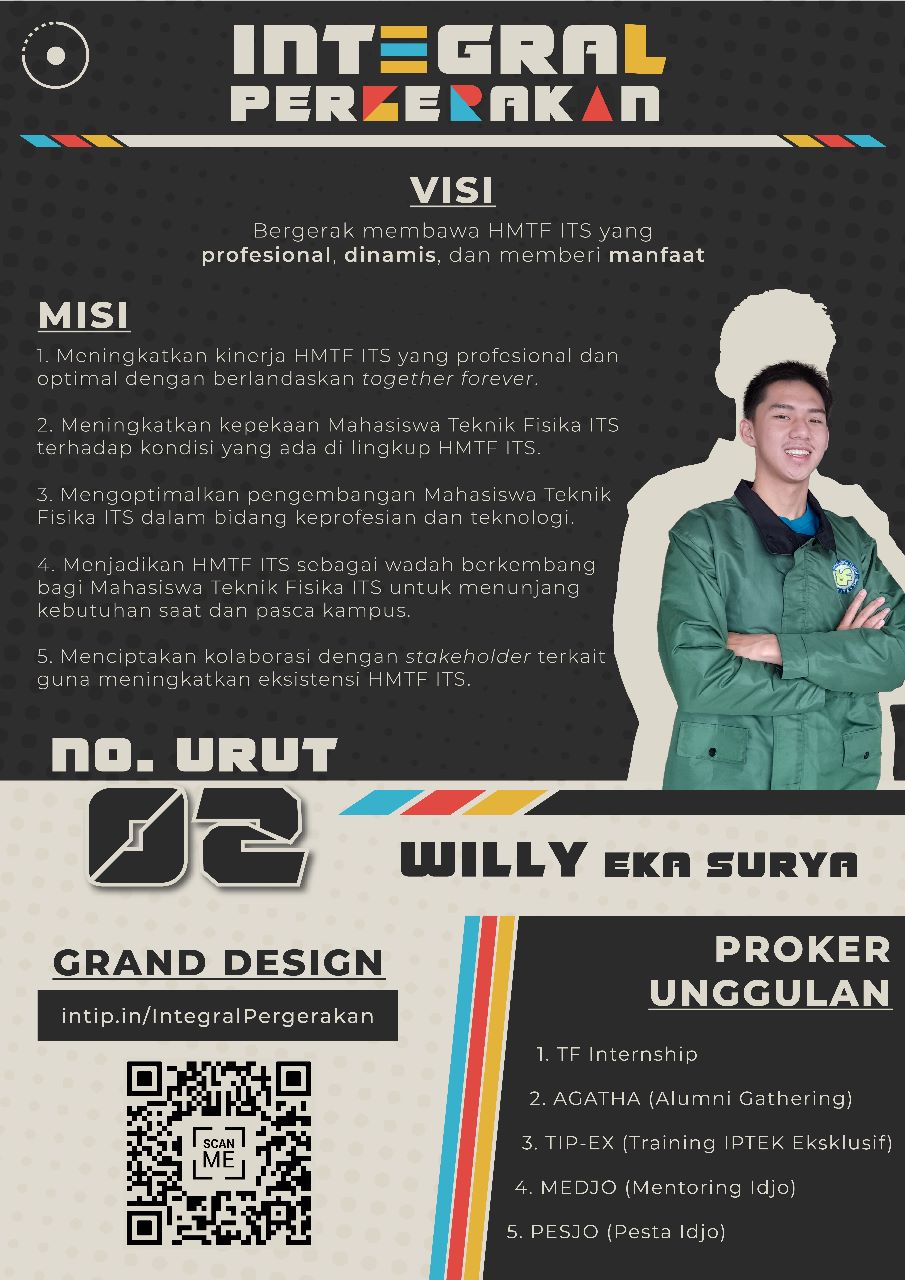 INTEGRAL
PERGERAKAN
VISI
Bergerak membawa HMTF ITS yang
profesional, dinamis, dan memberi manfaat
MISI
1. Meningkatkan kinerja HMTF ITS yang profesional dan
optimal dengan berlandaskan together forever.
2. Meningkatkan kepekaan Mahasiswa Teknik Fisika ITS
terhadap kondisi yang ada di lingkup HMTF ITS.
3. Mengoptimalkan pengembangan Mahasiswa Teknik
Fisika ITS dalam bidang keprofesian dan teknologi.
4. Menjadikan HMTF ITS sebagai wadah berkembang
bagi Mahasiswa Teknik Fisika ITS untuk menunjang
kebutuhan saat dan pasca kampus.
5. Menciptakan kolaborasi dengan stakeholder terkait
guna meningkatkan eksistensi HMTF ITS.
NO. URUT
02
WILLY EKA SURYA
GRAND DESIGN
intip.in/IntegralPergerakan
SCAN
ME
PROKER
UNGGULAN
1. TF Internship
2. AGATHA (Alumni Gathering)
3. TIP-EX (Training IPTEK Eksklusif)
4. MEDJO (Mentoring Idjo)
5. PESJO (Pesta Idjo)